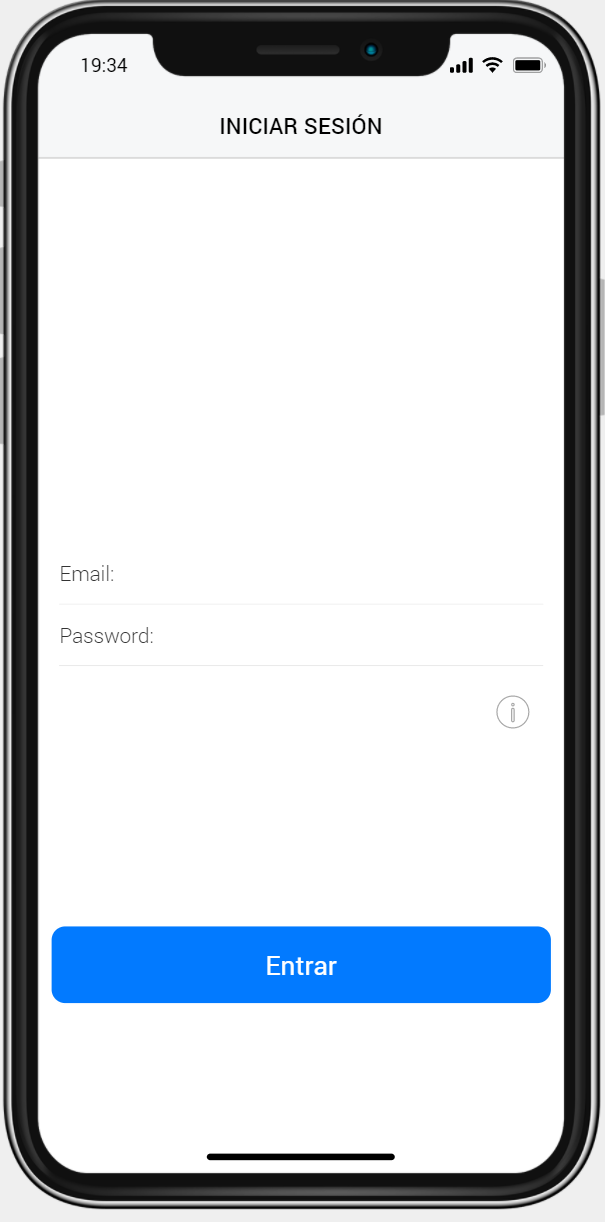 19:34
INICIAR SESIÓN
Email:
Password:
i
Entrar